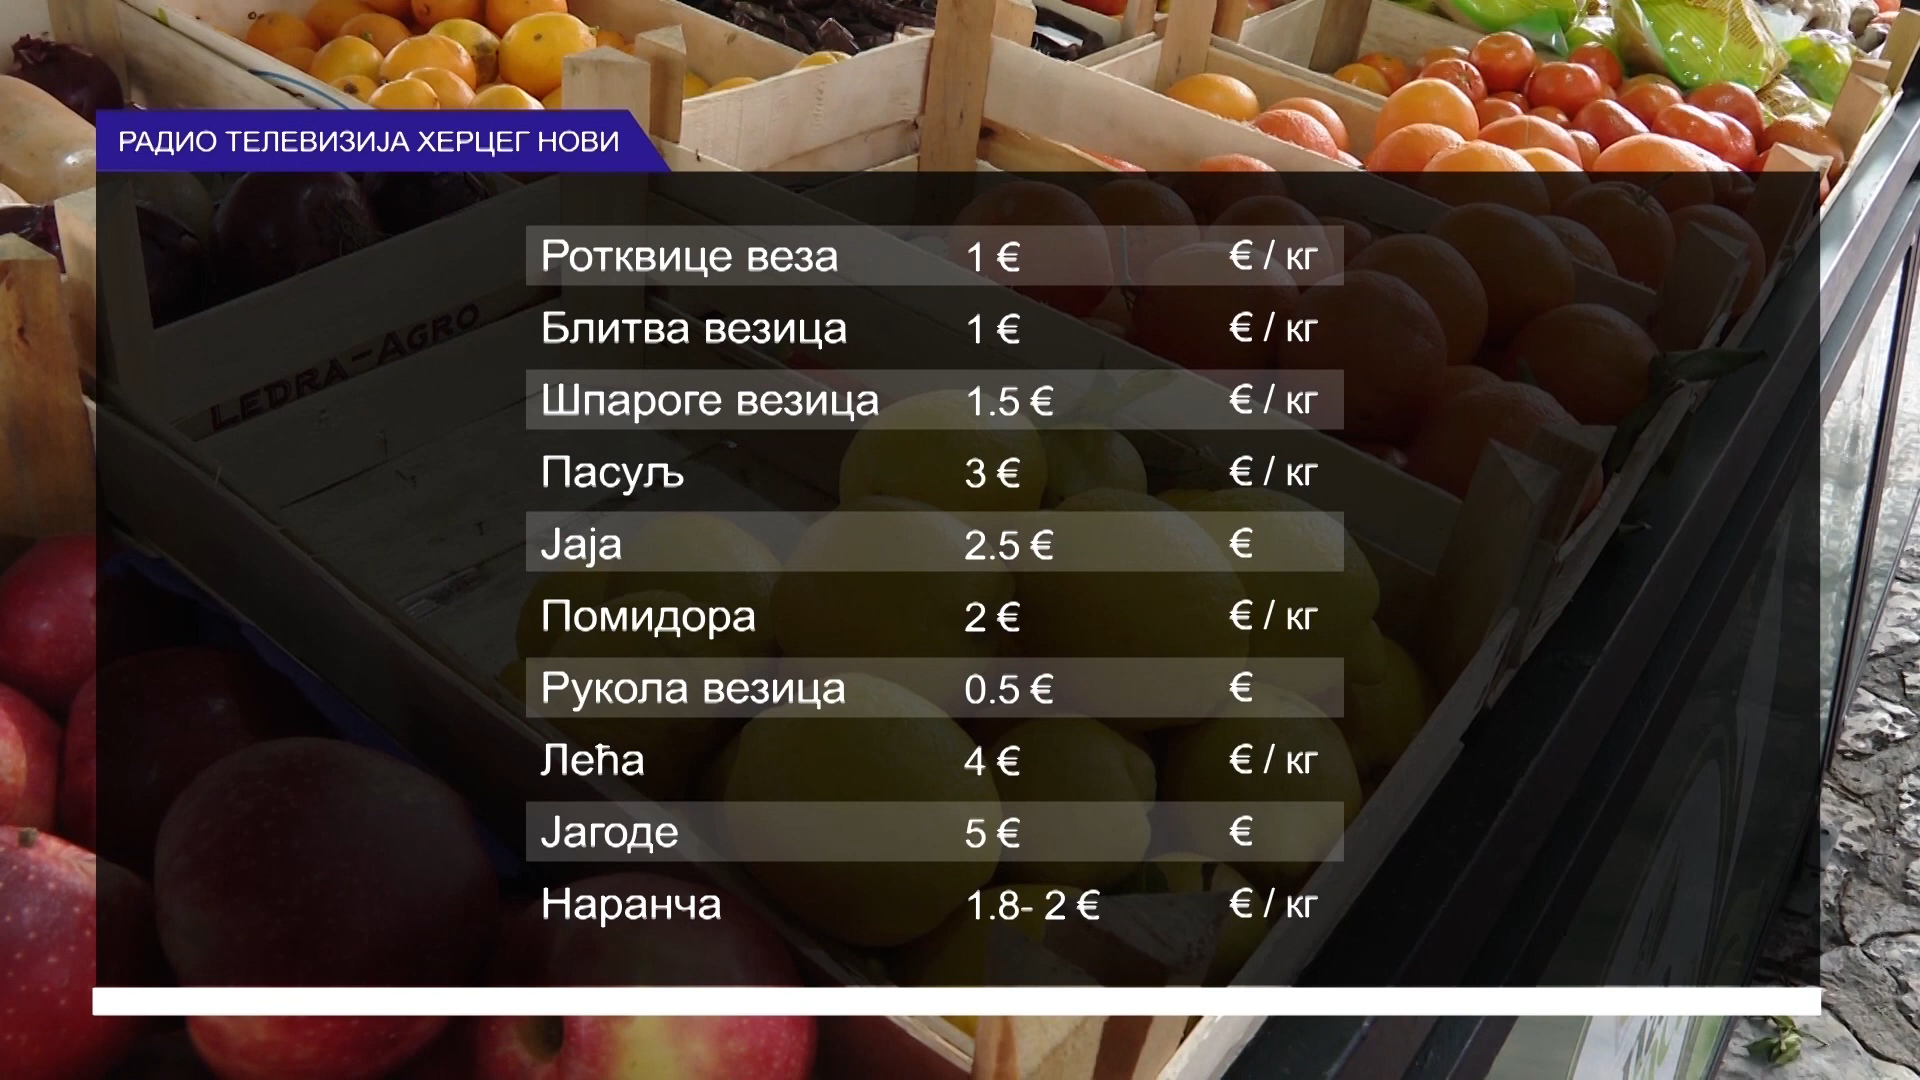 РАДИО ТЕЛЕВИЗИЈА ХЕРЦЕГ НОВИ
Ротквице веза 1 € € / кг
Блитва везица 1 € € / кг
Шпароге везица 1.5 € € / кг
LEDRA-AGRO
Пасуљ 3 € € / кг
Јаја 2.5 € €
Помидора 2 € € / кг
Рукола везица 0.5 € €
Лећа 4 € € / кг
Јагоде 5 € €
Наранча 1.8- 2 € € / кг